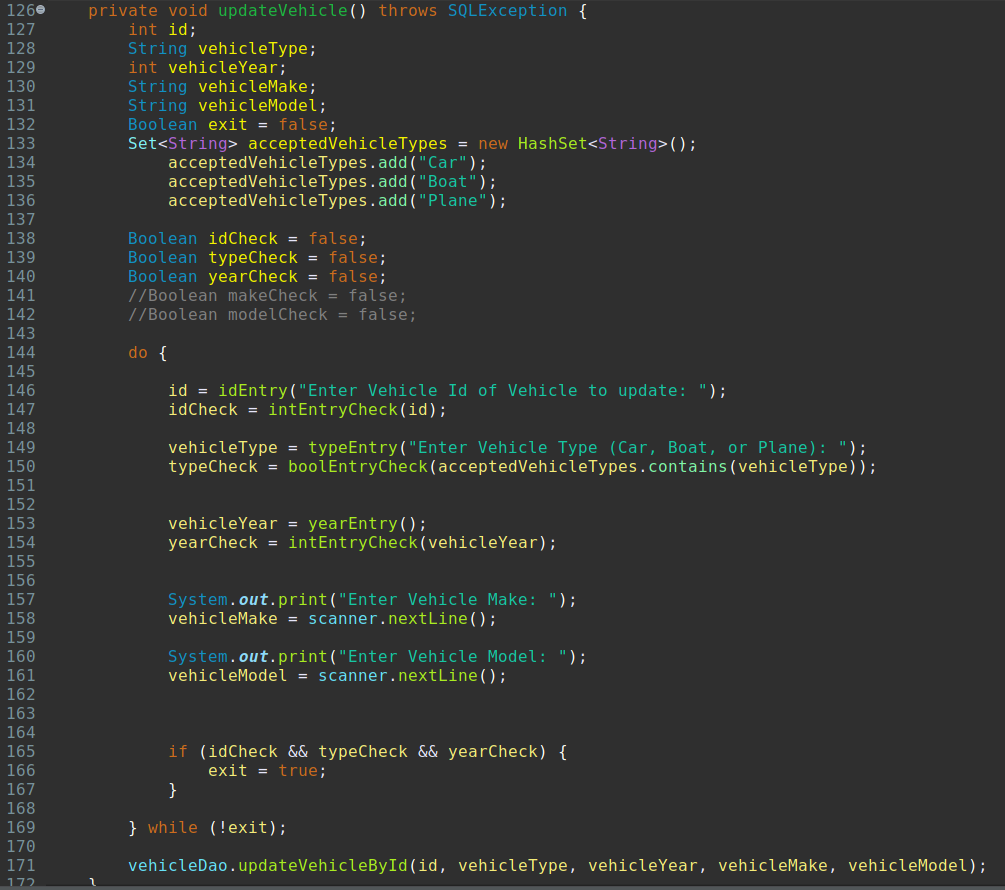 126 private void updateVehicle() throws SQLException {
127 int id;
128 String vehicleType;
129 int vehicleYear;
130 String vehicleMake;
131 String vehicleModel;
132 Boolean exit = false;
133 Set<String> acceptedVehicleTypes = new HashSet<String>();
134 acceptedVehicleTypes.add("Car");
135 acceptedVehicleTypes.add("Boat");
136 acceptedVehicleTypes.add("Plane");
137
138 Boolean idCheck = false;
139 Boolean typeCheck = false;
140 Boolean yearCheck = false;
141 //Boolean makeCheck = false;
142 //Boolean modelCheck = false;
143
144 do {
145
146 id = idEntry("Enter Vehicle Id of Vehicle to update: ");
147 idCheck = intEntryCheck(id);
148
149 vehicleType = typeEntry("Enter Vehicle Type (Car, Boat, or Plane): ");
150 typeCheck = boolEntryCheck(acceptedVehicleTypes.contains(vehicleType));
151
152
153 vehicleYear = yearEntry();
154 yearCheck = intEntryCheck(vehicleYear);
155
156
157 System.out.print("Enter Vehicle Make: ");
158 vehicleMake = scanner.nextLine();
159
160 System.out.print("Enter Vehicle Model: ");
161 vehicleModel = scanner.nextLine();
162
163
164
165 if (idCheck && typeCheck && yearCheck) {
166 exit = true;
167 }
168
169 } while (!exit);
170
171 vehicleDao.updateVehicleById(id, vehicleType, vehicleYear, vehicleMake, vehicleModel);
172 }